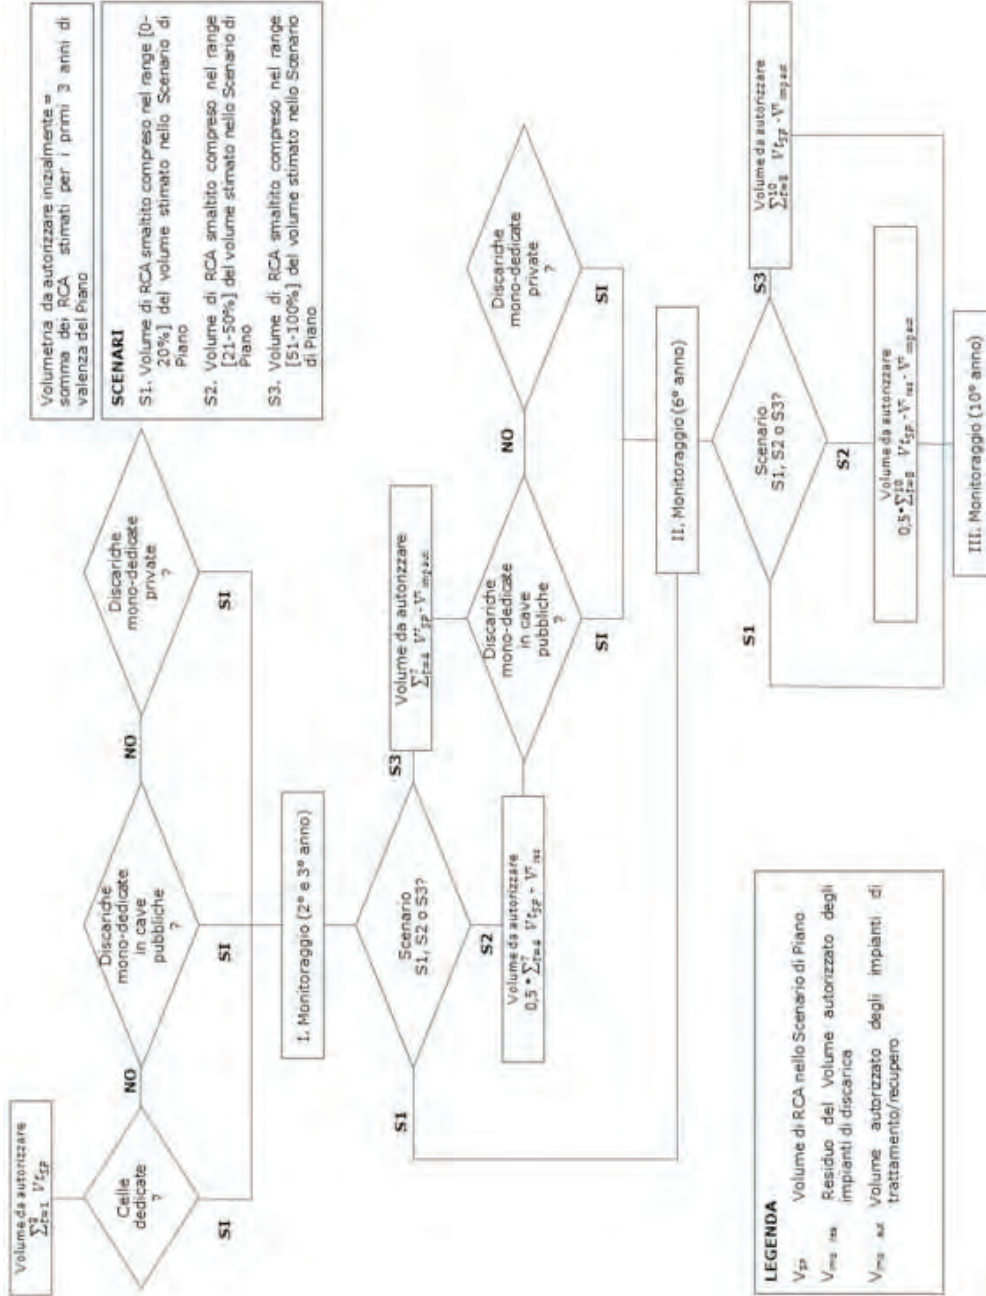 Volume da autorizzare
Celle
dedicate
?
NO
SI
Discariche
mono-dedicate
in cave
pubbliche
?
NO
SI
Discariche
mono-dedicate
private
?
SI
Volumetria da autorizzare inizialmente =
somma dei RCA stimati per i primi 3 anni di
valenza del Piano
SCENARI
S1. Volume di RCA smaltito compreso nel range [0-
20%] del volume stimato nello Scenario di
Piano
S2. Volume di RCA smaltito compreso nel range
[21-50%] del volume stimato nello Scenario di
Piano
S3. Volume di RCA smaltito compreso nel range
[51-100%] del volume stimato nello Scenario
di Piano
I. Monitoraggio (2° e 3° anno)
Scenario
S1, S2 o S3?
S1
S2
S3
Volume da autorizzare
Volume da autorizzare
Discariche
mono-dedicate
in cave
pubbliche
?
NO
SI
Discariche
mono-dedicate
private
?
SI
II. Monitoraggio (6° anno)
Scenario
S1, S2 o S3?
S1
S2
S3
Volume da autorizzare
Volume da autorizzare
III. Monitoraggio (10° anno)
LEGENDA
V SP Volume di RCA nello Scenario di Piano
V Residuo del Volume autorizzato degli
impianti di discarica
V Volume autorizzato degli impianti di
trattamento/recupero